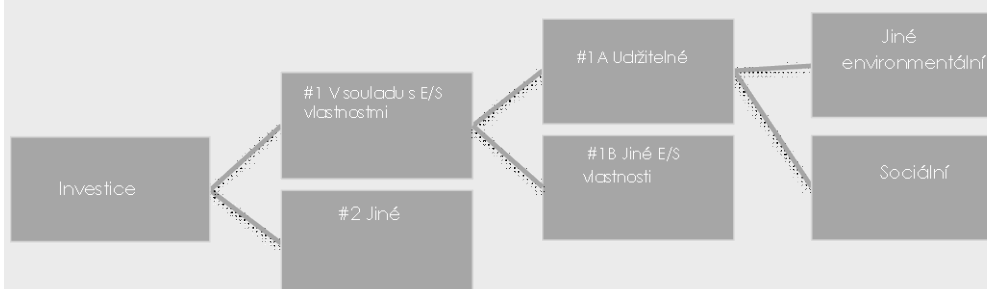 Investice
#1 V souladu s E/S
vlastnostmi
#2 Jiné
#1A Udržitelné
#1B Jiné E/S
vlastnosti
Jiné
environmentální
Sociální